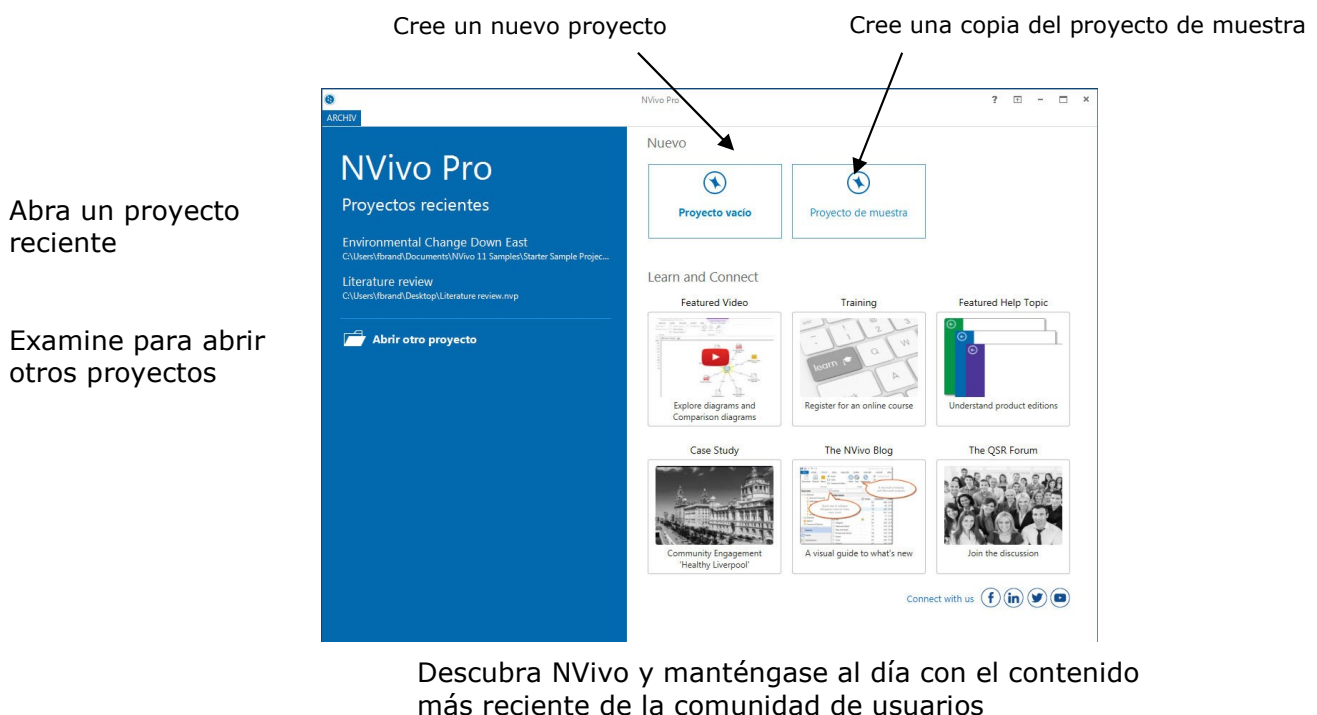 Cree un nuevo proyecto
Cree una copia del proyecto de muestra
NVivo Pro
ARCHIV
Abra un proyecto
reciente
Examine para abrir
otros proyectos
NVivo Pro
Proyectos recientes
Environmental Change Down East
C:\Users\fbrand\Documents\NVivo 11 Samples\Starter Sample Projec...
Literature review
C:\Users\fbrand\Desktop\Literature review.nvp
Abrir otro proyecto
Nuevo
Proyecto vacío
Proyecto de muestra
Learn and Connect
Featured Video
Training
Featured Help Topic
learn
Explore diagrams and
Comparison diagrams
Register for an online course
Understand product editions
Case Study
The NVivo Blog
The QSR Forum
Community Engagement
'Healthy Liverpool'
A visual guide to what's new
Join the discussion
Connect with us
Descubra NVivo y manténgase al día con el contenido
más reciente de la comunidad de usuarios